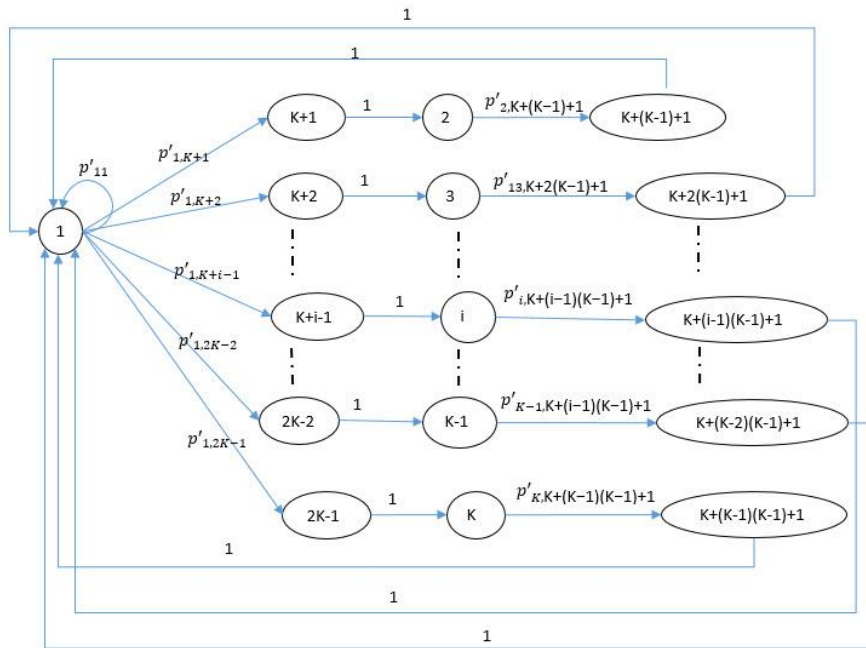 1
1
K+1
1
2
p′2,K+(K−1)+1
K+(K-1)+1
p′11
p′1,K+1
K+2
1
3
p′13,K+2(K−1)+1
K+2(K-1)+1
p′1,K+2
1
p′1,K+i−1
K+i-1
1
i
p′i,K+(i−1)(K−1)+1
K+(i-1)(K-1)+1
p′1,2K−2
2K-2
1
K-1
p′K−1,K+(i−1)(K−1)+1
K+(K-2)(K-1)+1
p′1,2K−1
2K-1
1
K
p′K,K+(K−1)(K−1)+1
K+(K-1)(K-1)+1
1
1
1